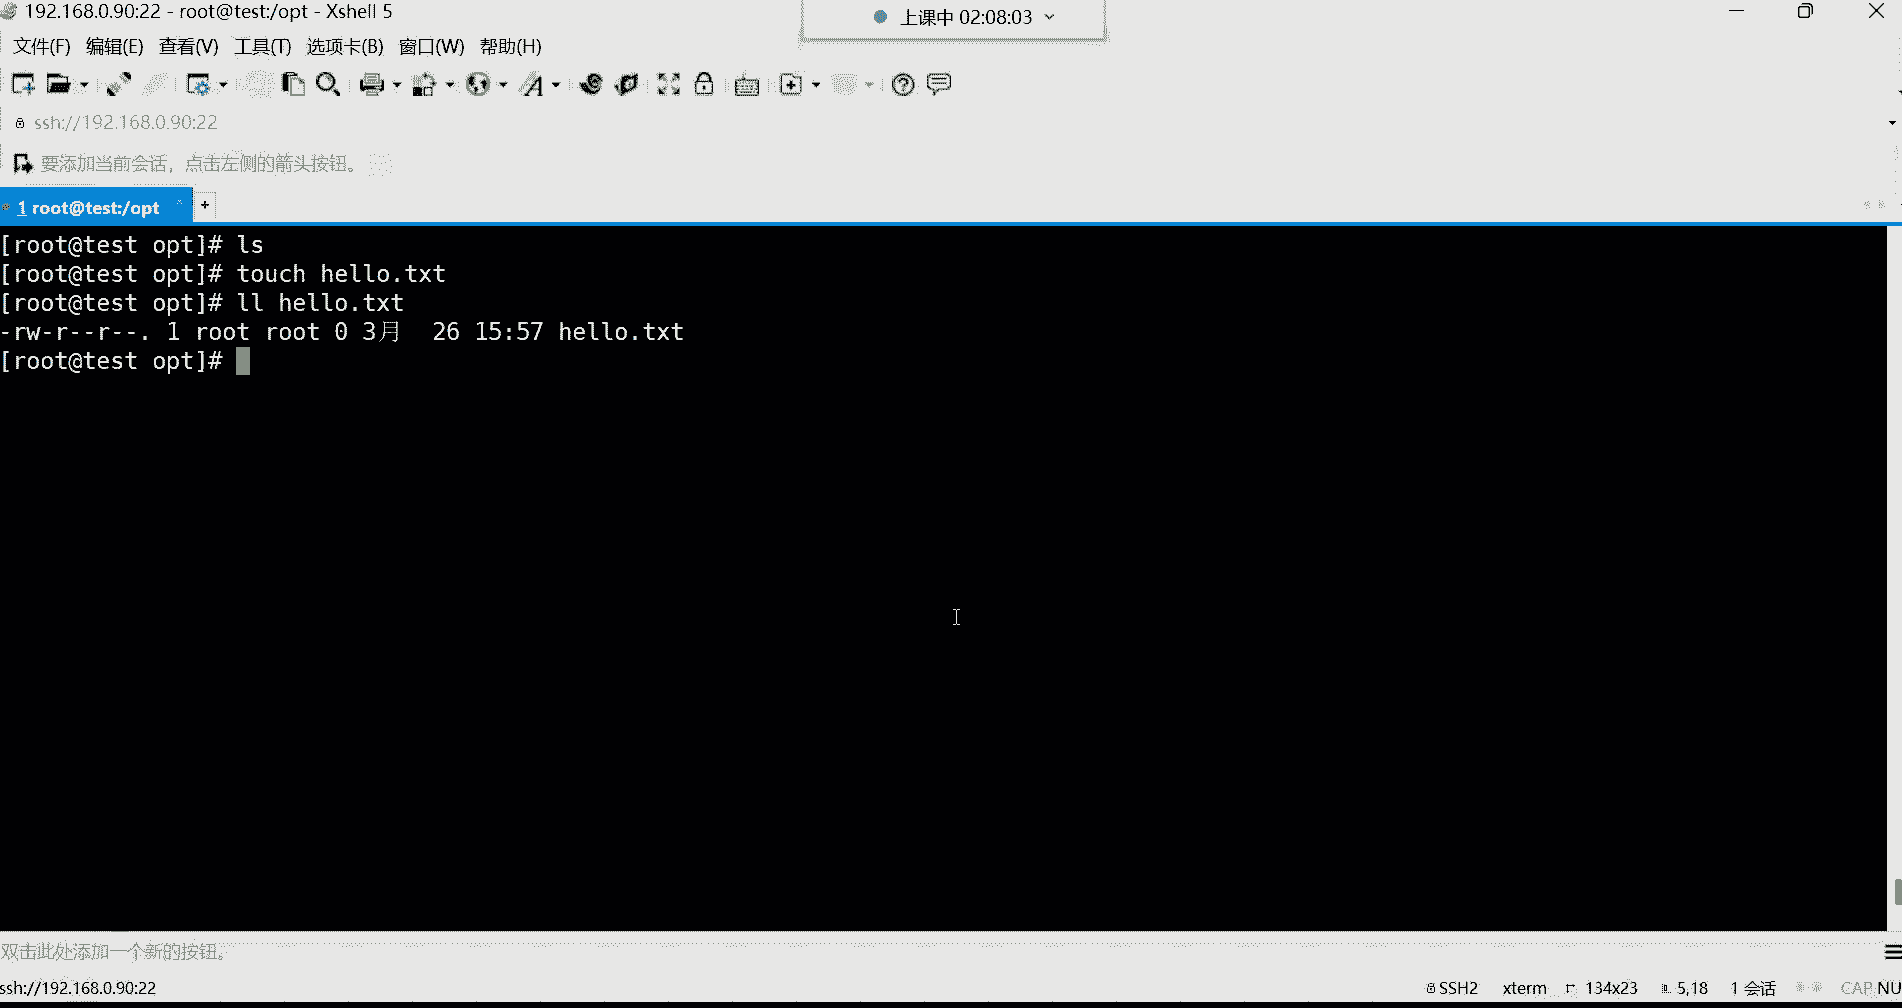 192.168.0.90:22 - root@test:/opt - Xshell 5
上课中 02:08:03
文件(F) 编辑(E) 查看(V) 工具(T) 选项卡(B) 窗口(W) 帮助(H)
ssh://192.168.0.90:22
要添加当前会话，点击左侧的箭头按钮。
1 root@test:/opt
+
[root@test opt]# ls
[root@test opt]# touch hello.txt
[root@test opt]# ll hello.txt
-rw-r--r--. 1 root root 0 3月  26 15:57 hello.txt
[root@test opt]#
双击此处添加一个新的按钮。
ssh://192.168.0.90:22
SSH2 xterm 134x23 5,18 1 会话 CAP NU